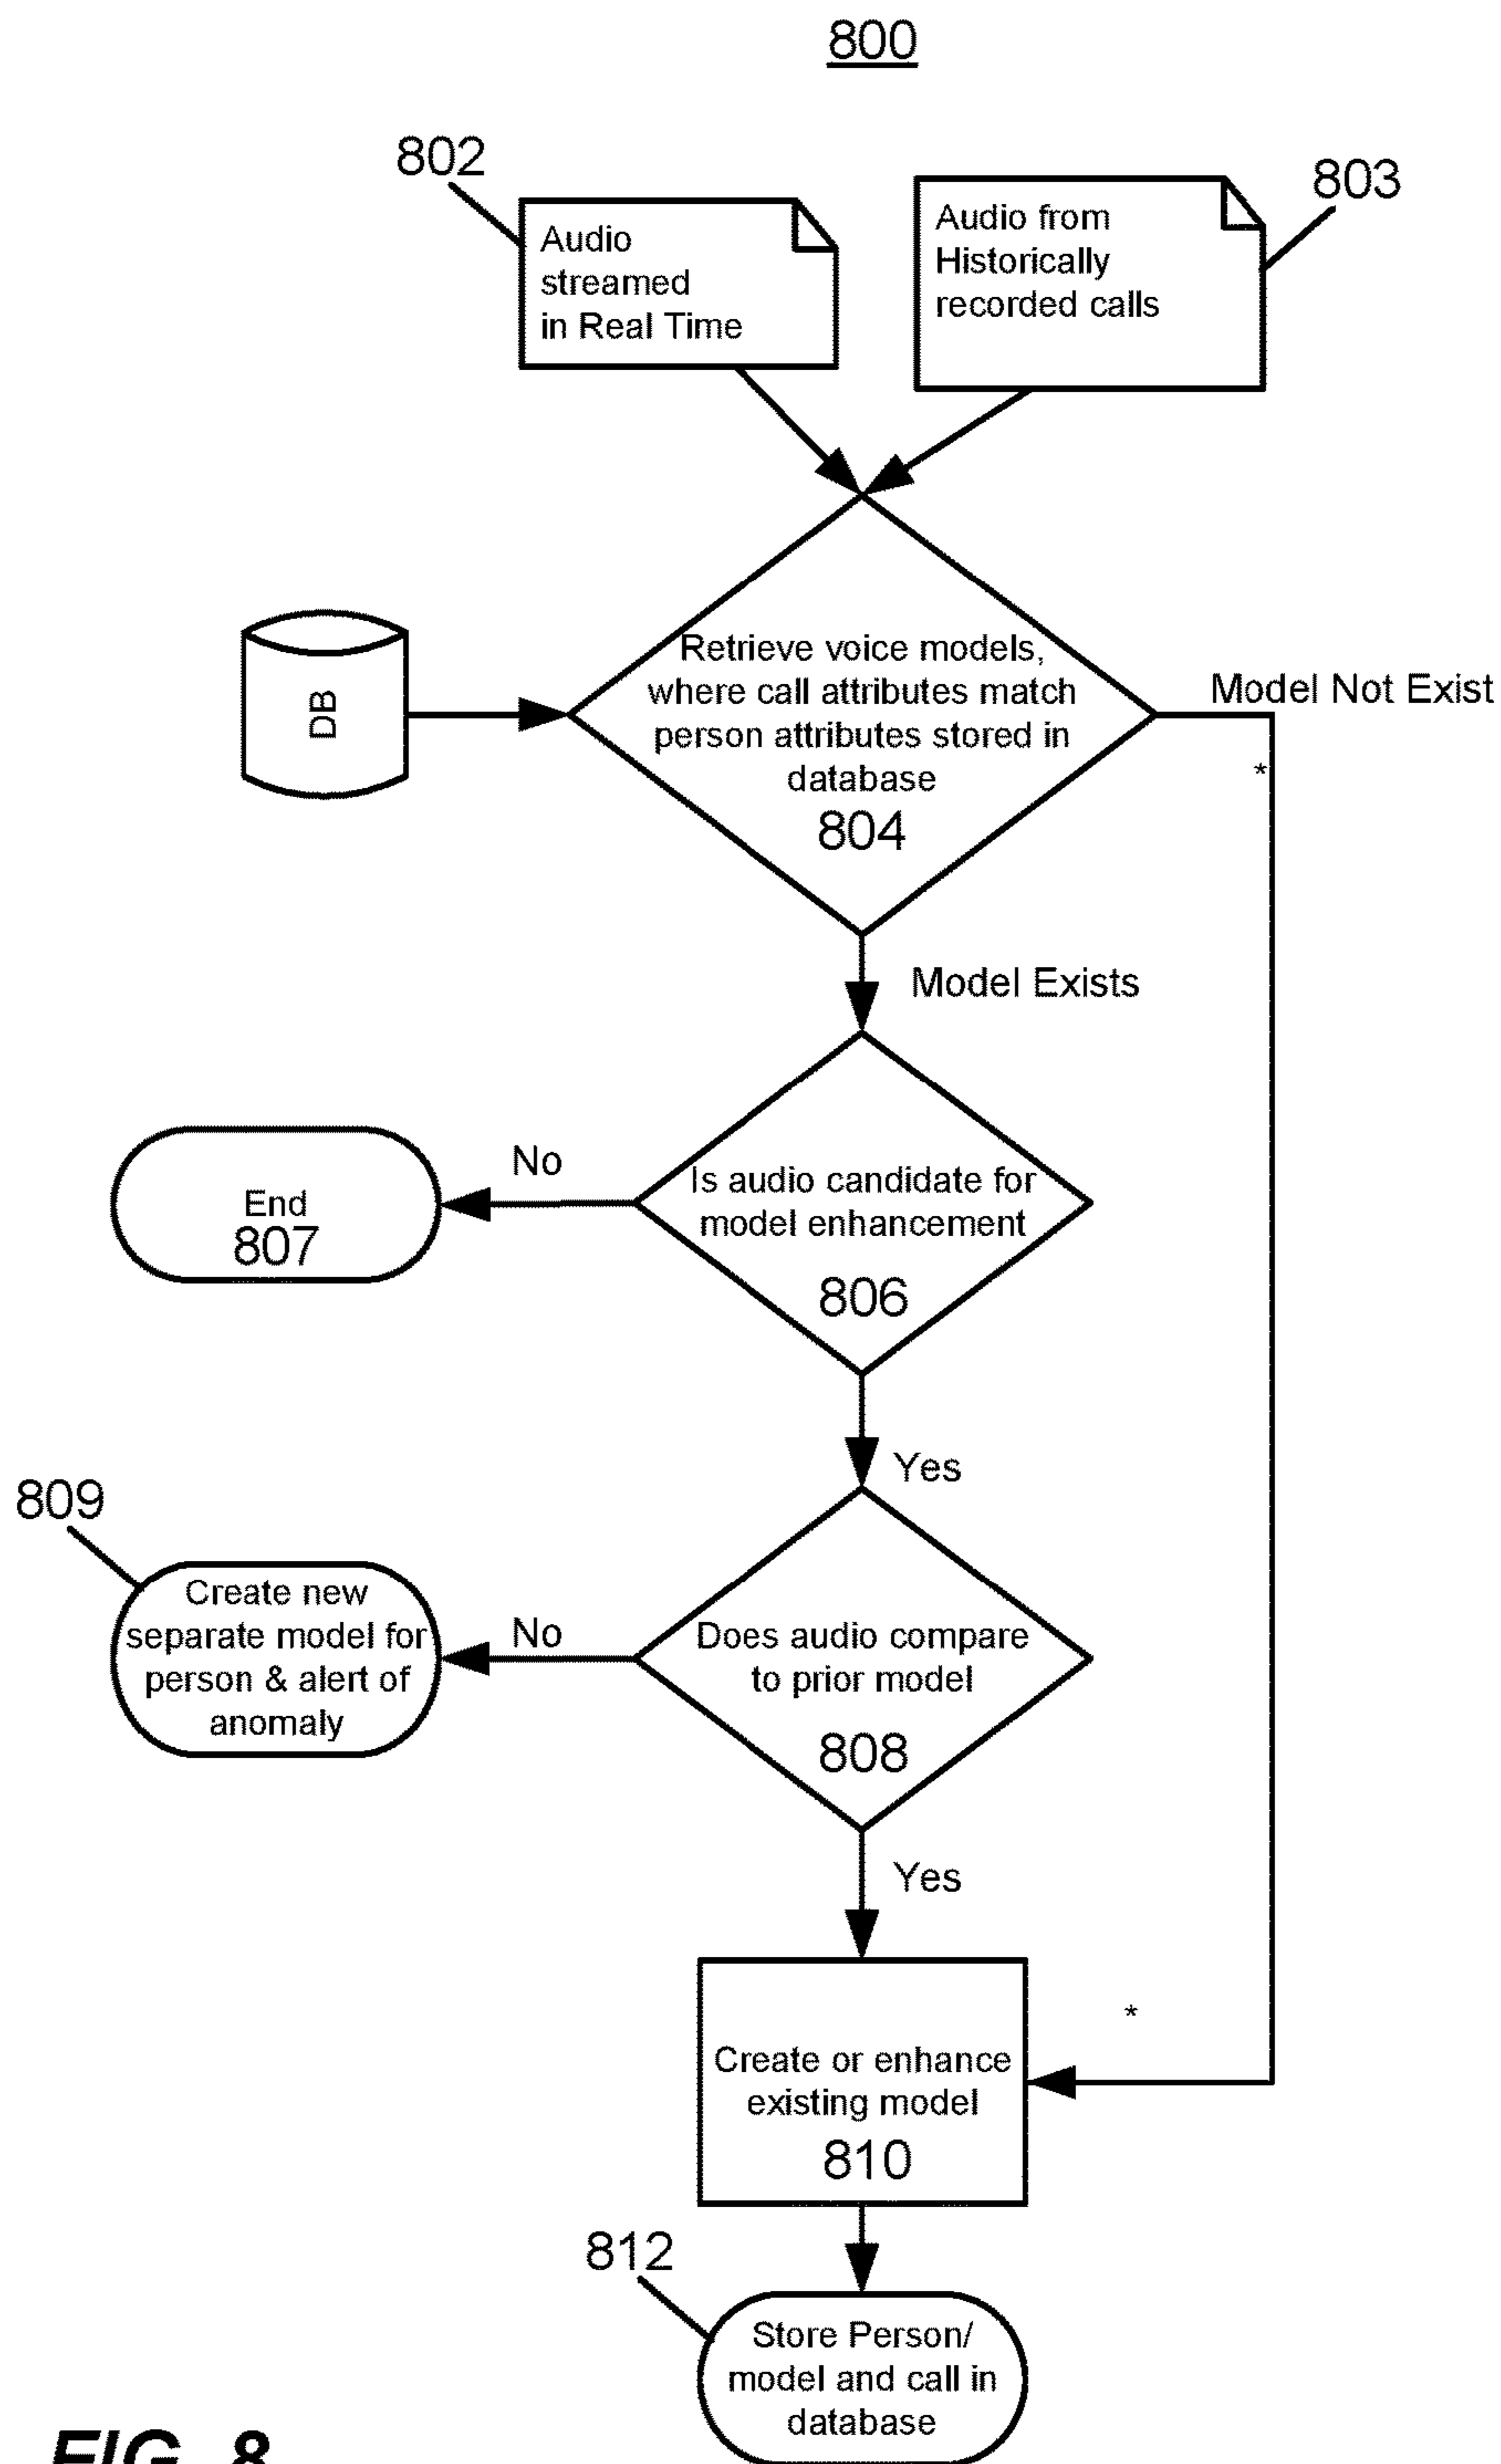 800
802
Audio
streamed
in Real Time
803
Audio from
Historically
recorded calls
DB
Retrieve voice models,
where call attributes match
person attributes stored in
database
804
Model Not Exist
*
Model Exists
Is audio candidate for
model enhancement
806
No
End
807
Yes
809
Create new
separate model for
person & alert of
anomaly
No
Does audio compare
to prior model
808
Yes
*
Create or enhance
existing model
810
812
Store Person/
model and call in
database
FIG. 8